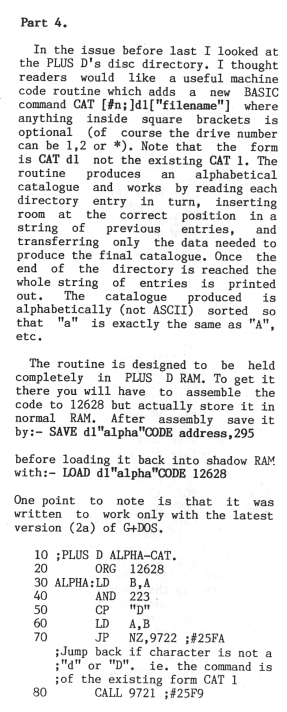 Part 4.
In the issue before last I looked at
the PLUS D's disc directory. I thought
readers would like a useful machine
code routine which adds a new BASIC
command CAT [#n;]d1["filename"] where
anything inside square brackets is
optional (of course the drive number
can be 1,2 or *). Note that the form
is CAT d1 not the existing CAT 1. The
routine produces an alphabetical
catalogue and works by reading each
directory entry in turn, inserting
room at the correct position in a
string of previous entries, and
transferring only the data needed to
produce the final catalogue. Once the
end of the directory is reached the
whole string of entries is printed
out. The catalogue produced is
alphabetically (not ASCII) sorted so
that "a" is exactly the same as "A",
etc.
The routine is designed to be held
completely in PLUS D RAM. To get it
there you will have to assemble the
code to 12628 but actually store it in
normal RAM. After assembly save it
by:- SAVE d1"alpha"CODE address,295
before loading it back into shadow RAM
with:- LOAD d1"alpha"CODE 12628
One point to note is that it was
written to work only with the latest
version (2a) of G+DOS.
10 ;PLUS D ALPHA-CAT.
20 ORG 12628
30 ALPHA:LD B,A
40 AND 223
50 CP "D"
60 LD A,B
70 JP NZ,9722 ;#25FA
;Jump back if character is not a
;"d" or "D". ie. the command is
;of the existing form CAT 1
80 CALL 9721 ;#25F9